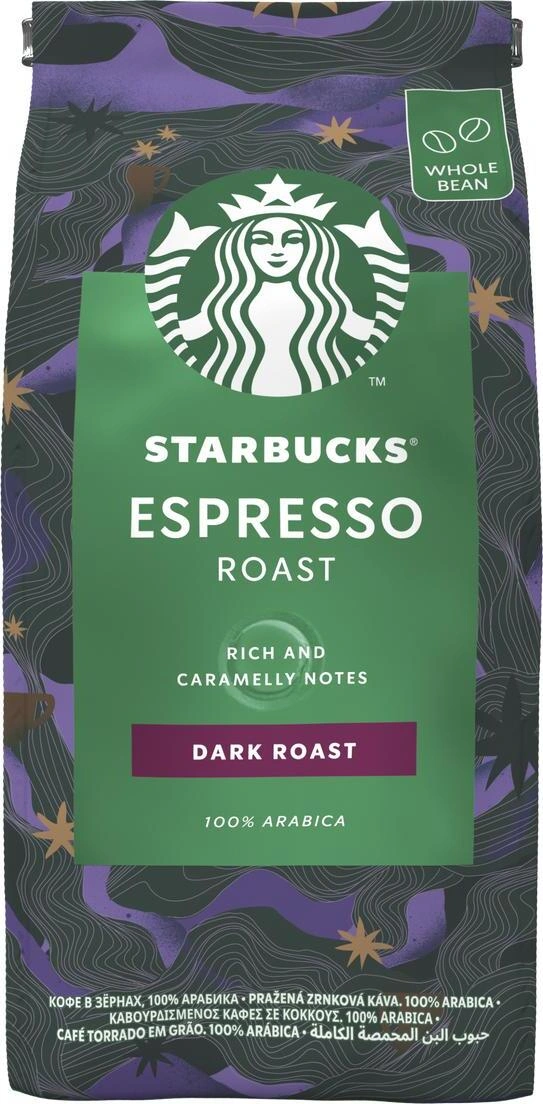 WHOLE
BEAN
TM
STARBUCKS®
ESPRESSO
ROAST
RICH AND
CARAMELLY NOTES
DARK ROAST
100% ARABICA
КОФЕ В ЗЁРНАХ, 100% АРАБИКА • PRAŽENÁ ZRNKOVÁ KÁVA. 100% ARABICA •
ΚΑΒΟΥΡΔΙΣΜΕΝΟΣ ΚΑΦΕΣ ΣΕ ΚΟΚΚΟΥΣ. 100% ARABICA •
CAFÉ TORRADO EM GRÃO. 100% ARÁBICA • حبوب البن المحمصة الكاملة